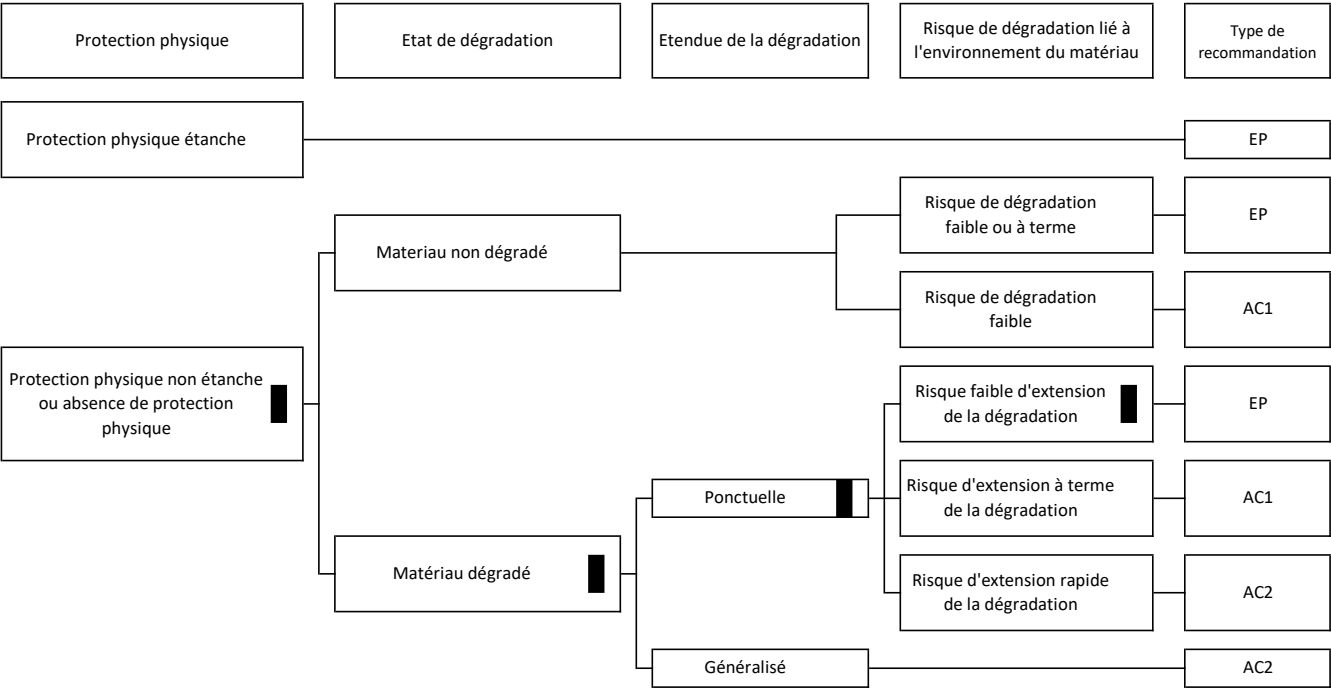 Protection physique
Etat de dégradation
Etendue de la dégradation
Risque de dégradation lié à
l'environnement du matériau
Type de
recommandation
Protection physique étanche
EP
Risque de dégradation
faible ou à terme
EP
Materiau non dégradé
Risque de dégradation
faible
AC1
Protection physique non étanche
ou absence de protection
physique
Risque faible d'extension
de la dégradation
EP
Ponctuelle
Risque d'extension à terme
de la dégradation
AC1
Matériau dégradé
Risque d'extension rapide
de la dégradation
AC2
Généralisé
AC2